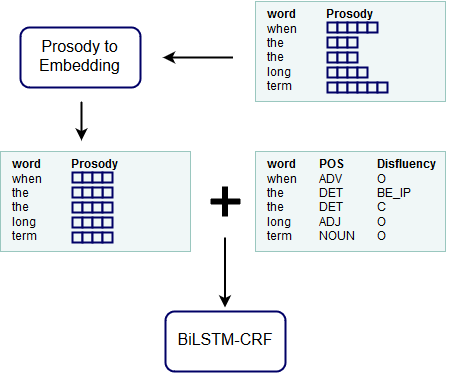 Prosody to
Embedding
word Prosody
when
the
the
long
term
word Prosody
when
the
the
long
term
word POS Disfluency
when ADV O
the DET BE_IP
the DET C
long ADJ O
term NOUN O
BiLSTM-CRF